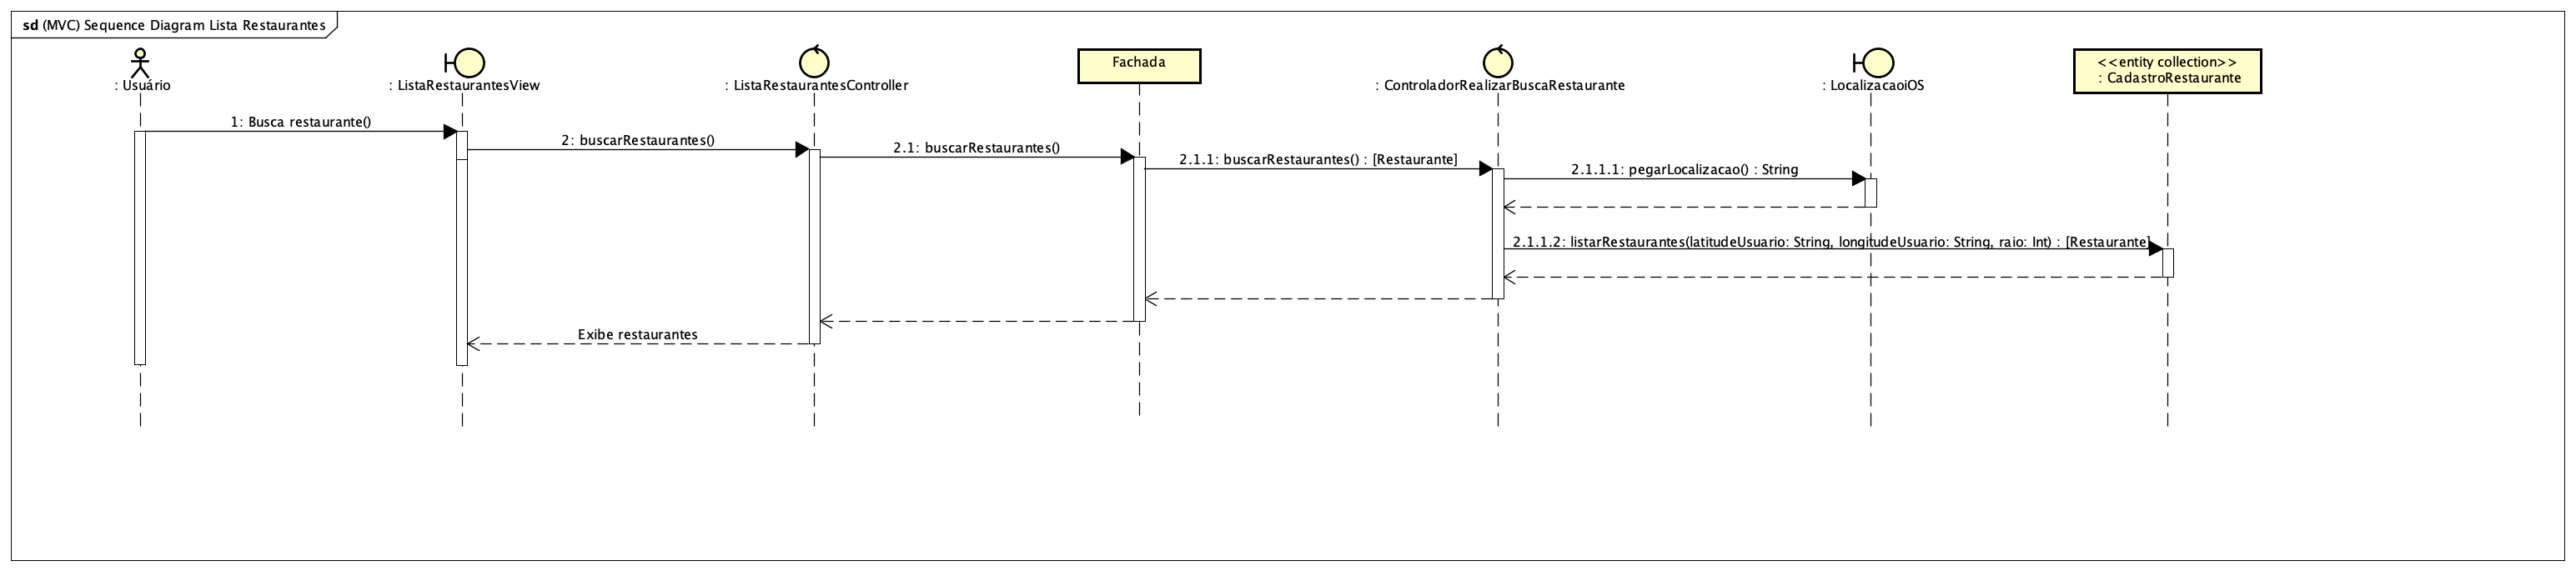 sd (MVC) Sequence Diagram Lista Restaurantes
: Usuário
: ListaRestaurantesView
: ListaRestaurantesController
Fachada
: ControladorRealizarBuscaRestaurante
: LocalizacaoiOS
<<entity collection>>
: CadastroRestaurante
1: Busca restaurante()
2: buscarRestaurantes()
2.1: buscarRestaurantes()
2.1.1: buscarRestaurantes() : [Restaurante]
2.1.1.1: pegarLocalizacao() : String
2.1.1.2: listarRestaurantes(latitudeUsuario: String, longitudeUsuario: String, raio: Int) : [Restaurante]
Exibe restaurantes